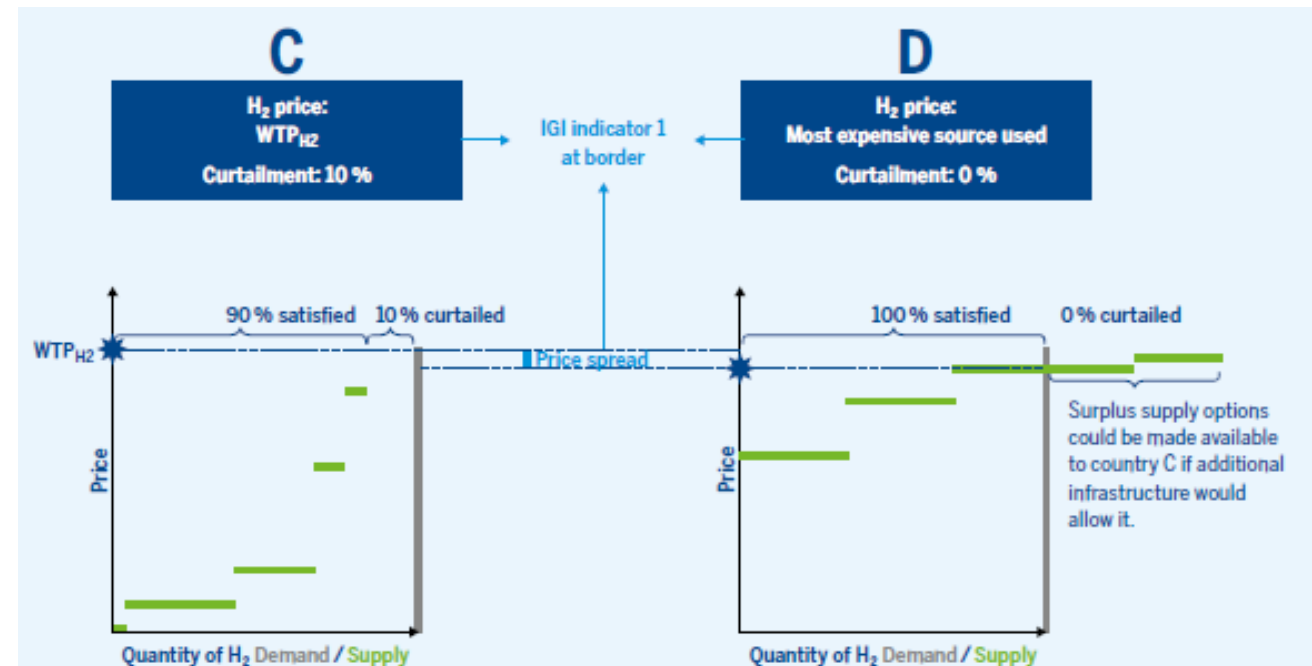 C
H₂ price:
WTPH2
Curtailment: 10 %
IGI indicator 1
at border
D
H₂ price:
Most expensive source used
Curtailment: 0 %
90 % satisfied
10 % curtailed
100 % satisfied
0 % curtailed
WTPH2
Price spread
Price
Price
Surplus supply options
could be made available
to country C if additional
infrastructure would
allow it.
Quantity of H₂ Demand / Supply
Quantity of H₂ Demand / Supply